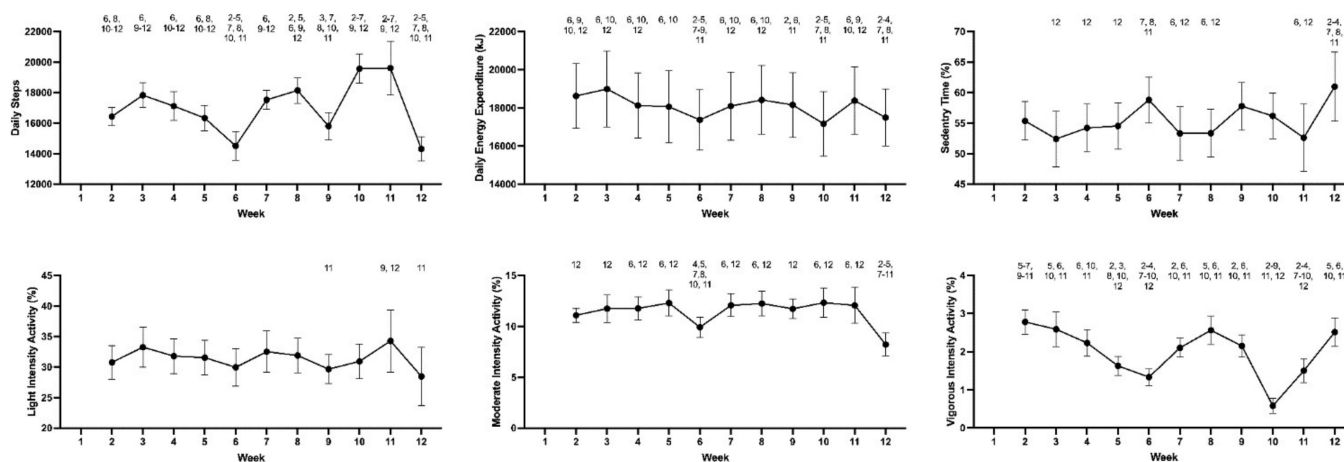 6, 8, 6, 6, 6, 8, 2-5, 6, 2, 5, 3, 7, 2-7, 2-7, 2-5,
10-12 9-12 10-12 10-12 7, 8, 9-12 6, 9, 8, 10, 9, 12 9, 12 7, 8,
10, 11 12 11 10, 11
Daily Steps
22000
20000
18000
16000
14000
12000
1 2 3 4 5 6 7 8 9 10 11 12
Week
6, 9, 6, 10, 6, 10, 6, 10 2-5, 6, 10, 6, 10, 2, 6, 2-5, 6, 9, 2-4,
10, 12 12 12 7-9, 12 12 11 7, 8, 10, 12 7, 8,
11 11 11
Daily Energy Expenditure (kJ)
22000
20000
18000
16000
14000
1 2 3 4 5 6 7 8 9 10 11 12
Week
12 12 12 7, 8, 6, 12 6, 12 6, 12 2-4,
11 7, 8,
11
Sedentry Time (%)
70
65
60
55
50
45
1 2 3 4 5 6 7 8 9 10 11 12
Week
11 9, 12 11
Light Intensity Activity (%)
45
40
35
30
25
20
1 2 3 4 5 6 7 8 9 10 11 12
Week
12 12 6, 12 6, 12 4,5, 6, 12 6, 12 12 6, 12 6, 12 2-5,
7,8, 7-11
10, 11
Moderate Intensity Activity (%)
15
10
5
0
1 2 3 4 5 6 7 8 9 10 11 12
Week
5-7, 5, 6, 6, 10, 2, 3, 2-4, 2, 6, 5, 6, 2, 6, 2-9, 2-4, 5, 6,
9-11 10, 11 11 8, 10, 7-10, 10, 11 10, 11 10, 11 11, 12 7-10, 10, 11
12 12 12
Vigorous Intensity Activity (%)
4
3
2
1
0
1 2 3 4 5 6 7 8 9 10 11 12
Week